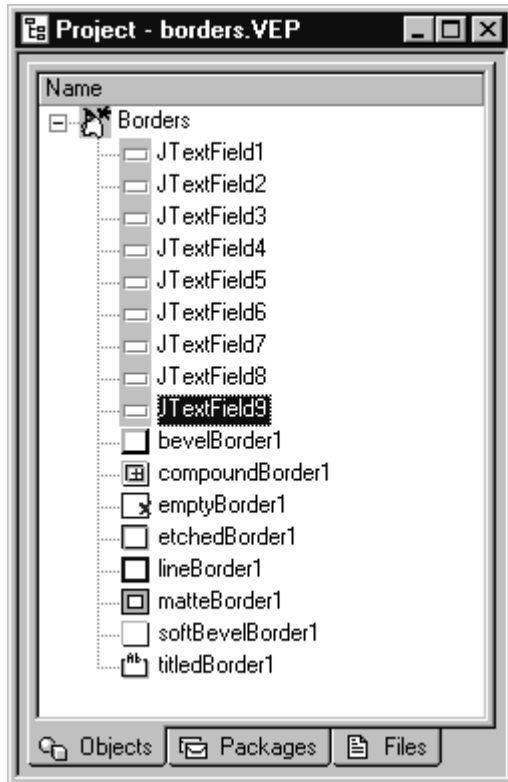 Project - borders.VEP
Name
Borders
JTextField1
JTextField2
JTextField3
JTextField4
JTextField5
JTextField6
JTextField7
JTextField8
JTextField9
bevelBorder1
compoundBorder1
emptyBorder1
etchedBorder1
lineBorder1
matteBorder1
softBevelBorder1
Ab titledBorder1
Objects Packages Files